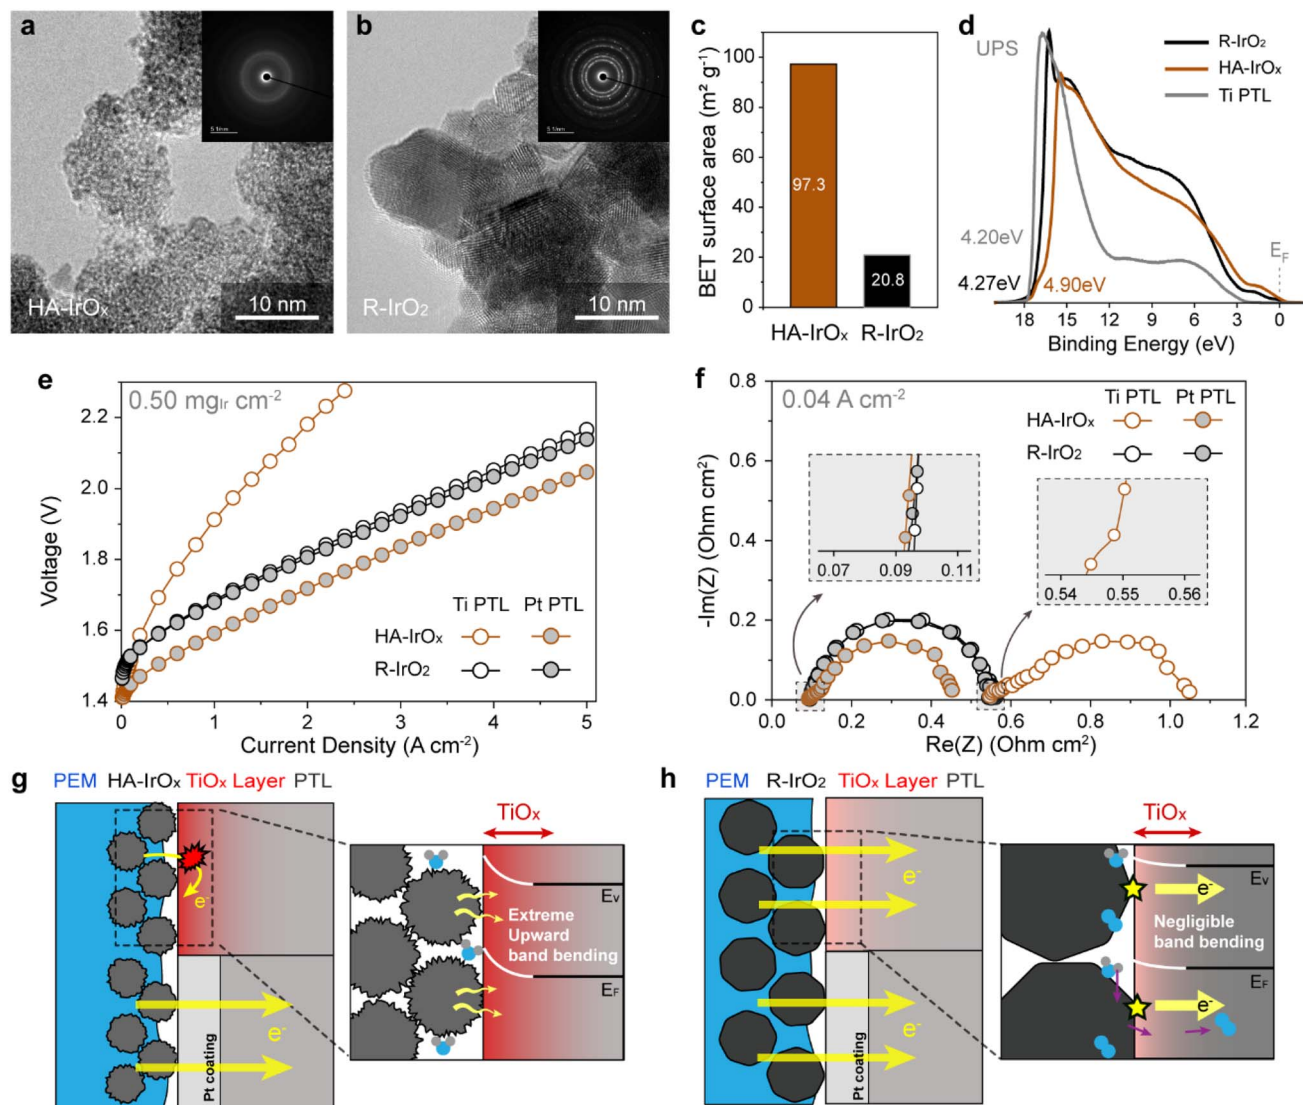 a
5 1/nm
HA-IrOₓ
10 nm
b
5 1/nm
R-IrO₂
10 nm
c
BET surface area (m² g⁻¹)
100
80
60
40
20
0
97.3
20.8
HA-IrOₓ R-IrO₂
d
UPS
R-IrO₂
HA-IrOₓ
Ti PTL
4.20eV
4.27eV
4.90eV
E_F
18 15 12 9 6 3 0
Binding Energy (eV)
e
0.50 mg_Ir cm⁻²
Voltage (V)
2.2
2.0
1.8
1.6
1.4
Ti PTL Pt PTL
HA-IrOₓ
R-IrO₂
0 1 2 3 4 5
Current Density (A cm⁻²)
f
0.04 A cm⁻²
-Im(Z) (Ohm cm²)
0.8
0.6
0.4
0.2
0.0
Ti PTL Pt PTL
HA-IrOₓ
R-IrO₂
0.07 0.09 0.11
0.54 0.55 0.56
0.0 0.2 0.4 0.6 0.8 1.0 1.2
Re(Z) (Ohm cm²)
g
PEM HA-IrOₓ TiOₓ Layer PTL
e⁻
e⁻
Pt coating
TiOₓ
E_V
Extreme
Upward
band bending
E_F
h
PEM R-IrO₂ TiOₓ Layer PTL
e⁻
e⁻
Pt coating
TiOₓ
E_V
e⁻
Negligible
band bending
E_F
e⁻